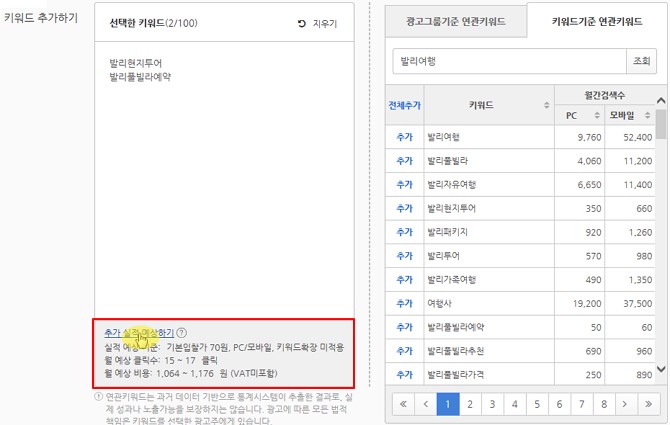 키워드 추가하기
선택한 키워드(2/100)
지우기
발리현지투어
발리풀빌라예약
추가 실적 예상하기 ?
실적 예상 기준: 기본입찰가 70원, PC/모바일, 키워드확장 미적용
월 예상 클릭수: 15 ~ 17 클릭
월 예상 비용: 1,064 ~ 1,176 원 (VAT미포함)
연관키워드는 과거 데이터 기반으로 통계시스템이 추출한 결과로, 실
제 성과나 노출가능을 보장하지는 않습니다. 광고에 따른 모든 법적
책임은 키워드를 선택한 광고주에게 있습니다.
광고그룹기준 연관키워드 키워드기준 연관키워드
발리여행 조회
전체추가 키워드 월간검색수
PC 모바일
추가 발리여행 9,760 52,400
추가 발리풀빌라 4,060 11,200
추가 발리자유여행 6,650 11,400
추가 발리현지투어 350 660
추가 발리패키지 920 1,260
추가 발리투어 570 980
추가 발리가족여행 490 1,350
추가 여행사 19,200 37,500
추가 발리풀빌라예약 50 60
추가 발리풀빌라추천 690 960
추가 발리풀빌라가격 250 890
« < 1 2 3 4 5 6 7 8 > »